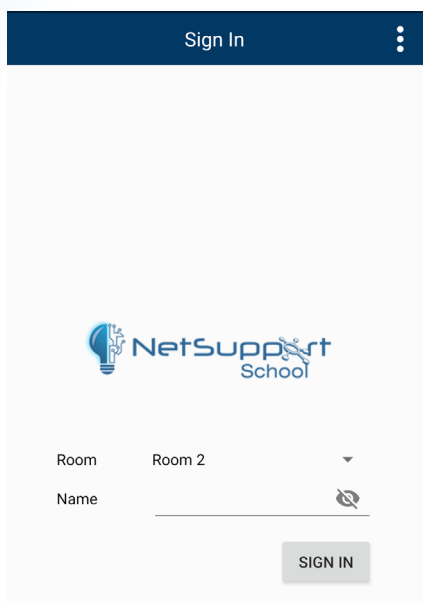 Sign In
NetSupport
School
Room Room 2
Name
SIGN IN